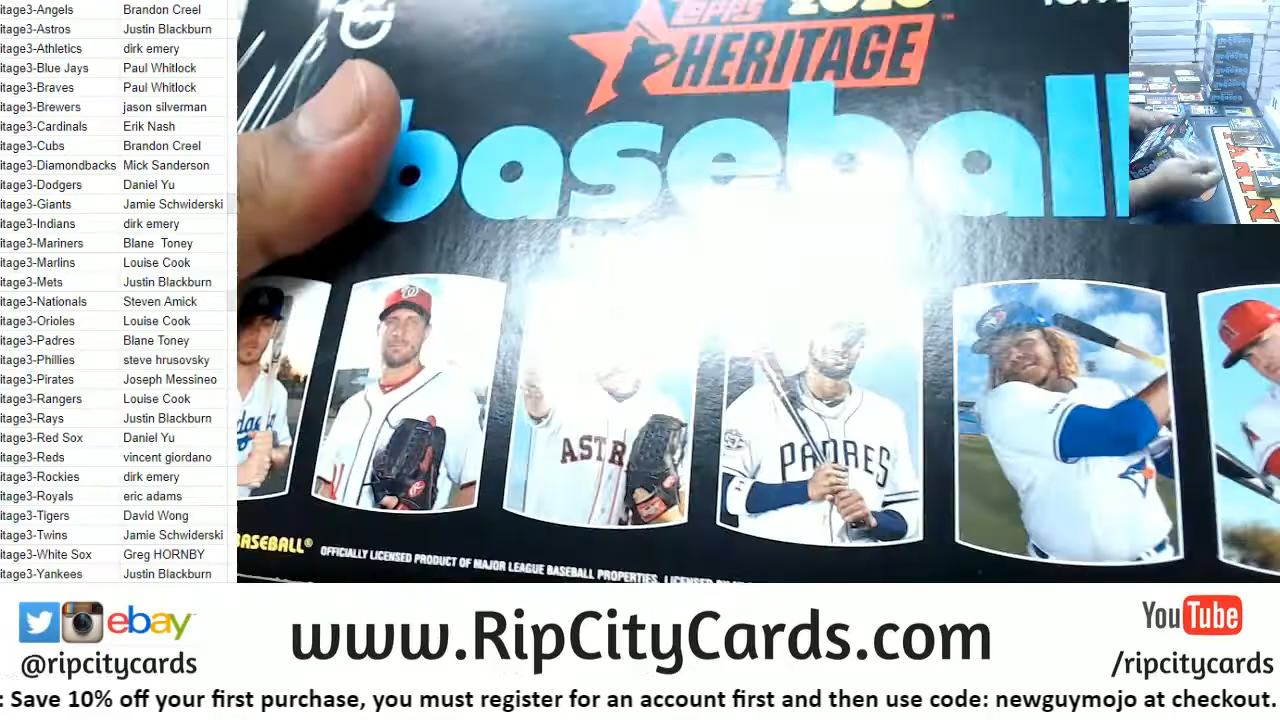 itage3-Angels Brandon Creel
itage3-Astros Justin Blackburn
itage3-Athletics dirk emery
itage3-Blue Jays Paul Whitlock
itage3-Braves Paul Whitlock
itage3-Brewers jason silverman
itage3-Cardinals Erik Nash
itage3-Cubs Brandon Creel
itage3-Diamondbacks Mick Sanderson
itage3-Dodgers Daniel Yu
itage3-Giants Jamie Schwiderski
itage3-Indians dirk emery
itage3-Mariners Blane Toney
itage3-Marlins Louise Cook
itage3-Mets Justin Blackburn
itage3-Nationals Steven Amick
itage3-Orioles Louise Cook
itage3-Padres Blane Toney
itage3-Phillies steve hrusovsky
itage3-Pirates Joseph Messineo
itage3-Rangers Louise Cook
itage3-Rays Justin Blackburn
itage3-Red Sox Daniel Yu
itage3-Reds vincent giordano
itage3-Rockies dirk emery
itage3-Royals eric adams
itage3-Tigers David Wong
itage3-Twins Jamie Schwiderski
itage3-White Sox Greg HORNBY
itage3-Yankees Justin Blackburn
TOPPS 2020
HERITAGE™
baseball
W
ASTR
PADRES
BASEBALL®
OFFICIALLY LICENSED PRODUCT OF MAJOR LEAGUE BASEBALL PROPERTIES.
PANIN
ebay
@ripcitycards
www.RipCityCards.com
YouTube
/ripcitycards
: Save 10% off your first purchase, you must register for an account first and then use code: newguymojo at checkout.